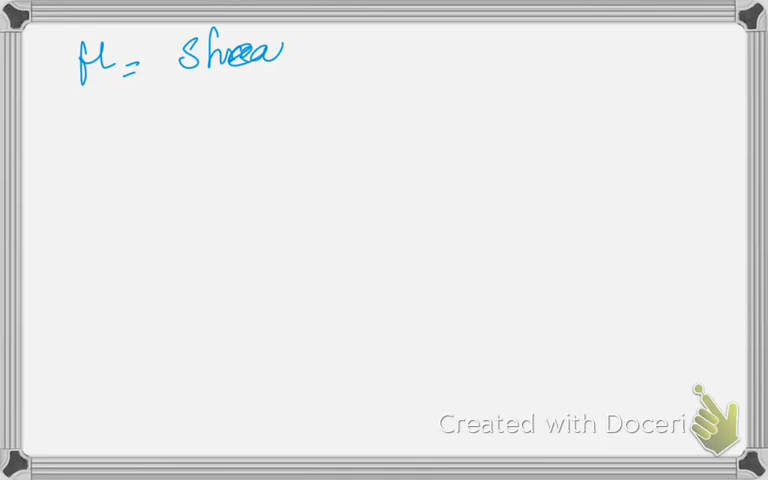 μ = Shea
Created with Doceri